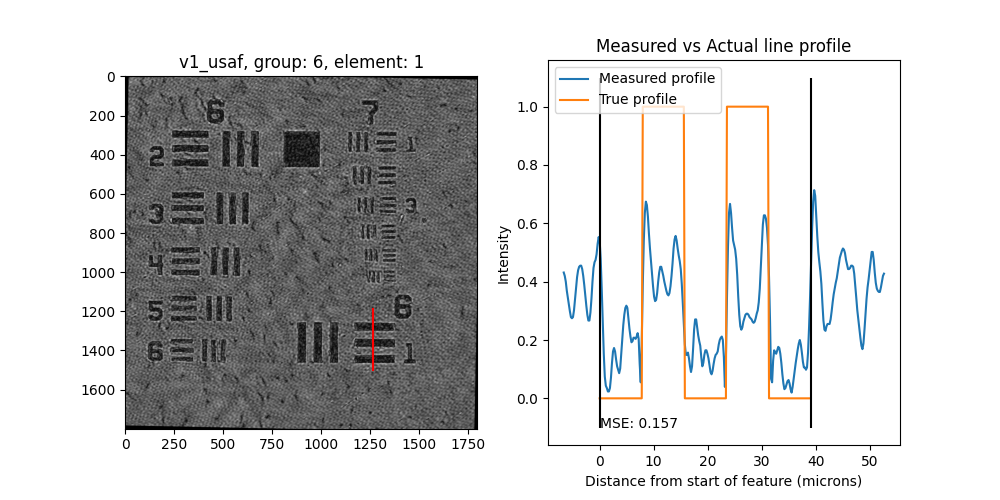 v1_usaf, group: 6, element: 1
0
200
400
600
800
1000
1200
1400
1600
0 250 500 750 1000 1250 1500 1750
6 7
2 1
3 3
4
5 6
6 1
Measured vs Actual line profile
Measured profile
True profile
Intensity
1.0
0.8
0.6
0.4
0.2
0.0
MSE: 0.157
0 10 20 30 40 50
Distance from start of feature (microns)